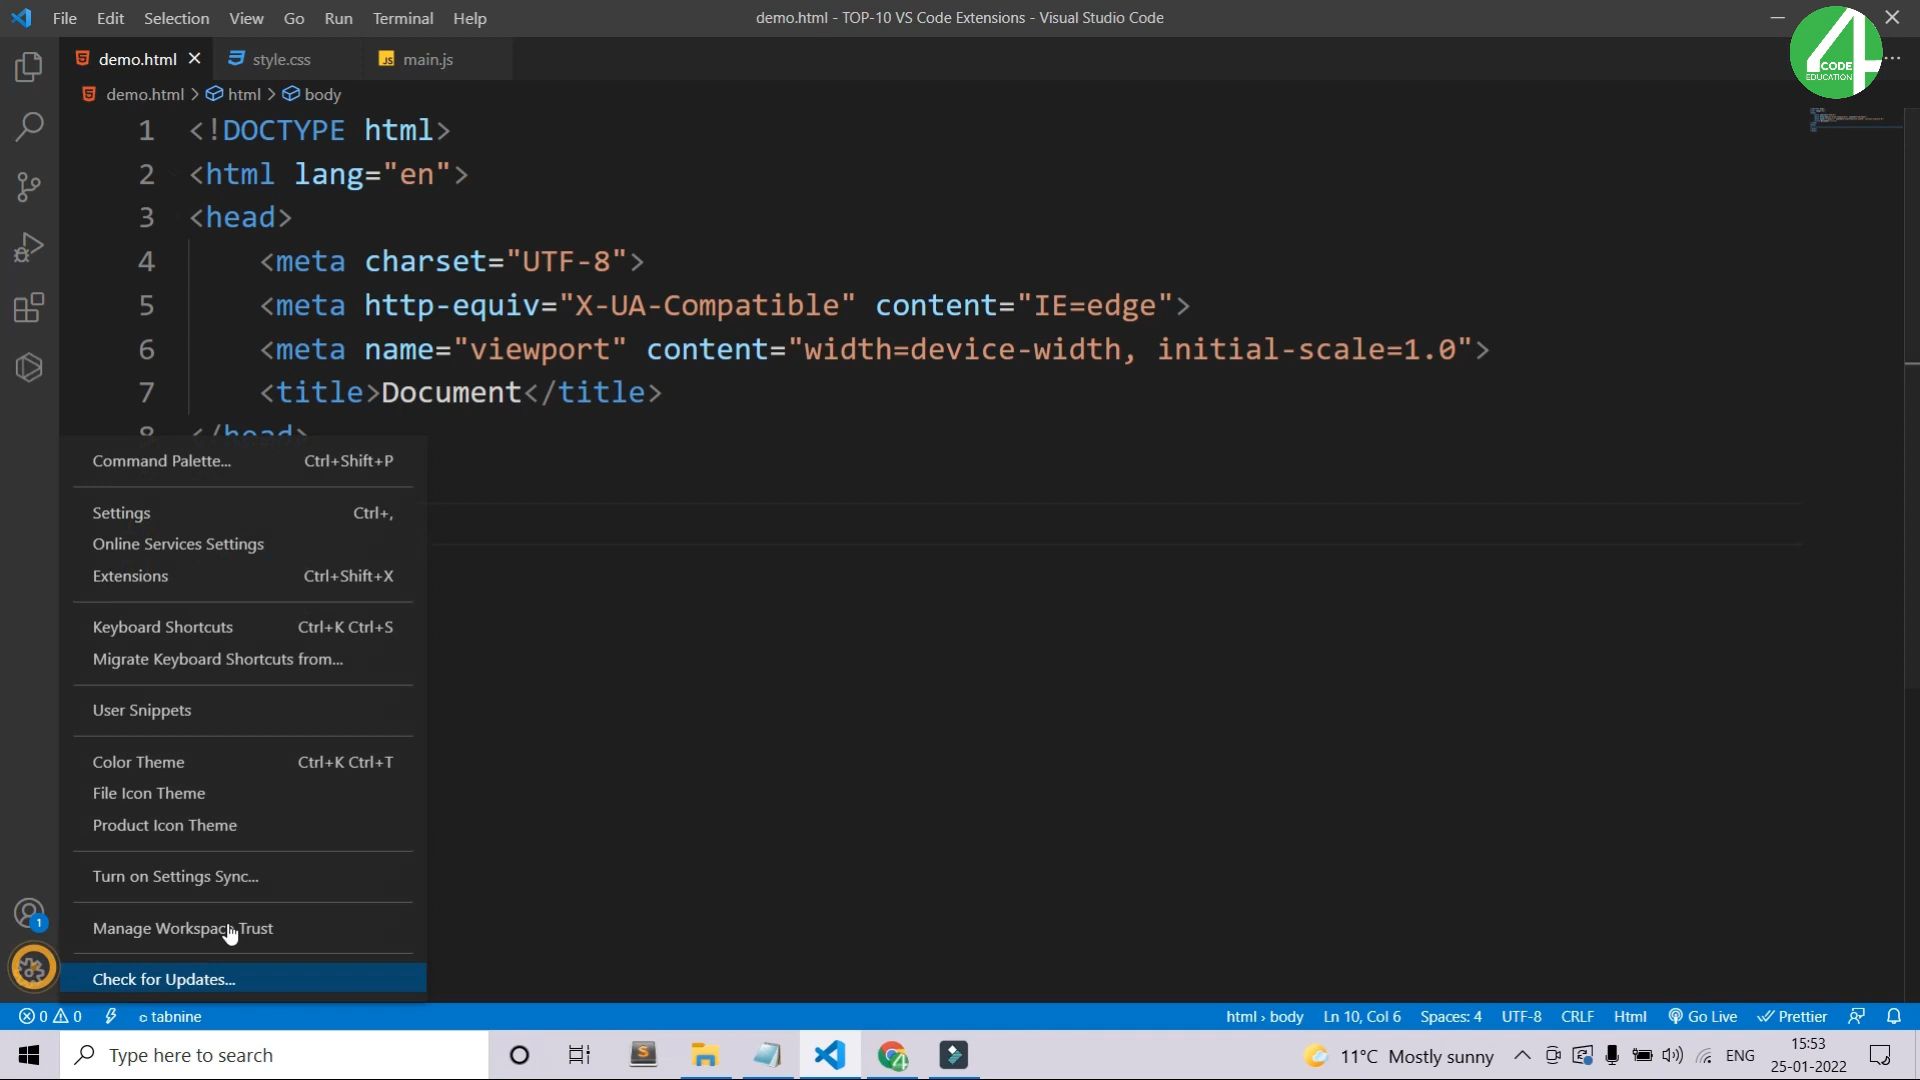 File Edit Selection View Go Run Terminal Help
demo.html - TOP-10 VS Code Extensions - Visual Studio Code
demo.html style.css JS main.js
4 CODE EDUCATION
demo.html > html > body
1 <!DOCTYPE html>
2 <html lang="en">
3 <head>
4 <meta charset="UTF-8">
5 <meta http-equiv="X-UA-Compatible" content="IE=edge">
6 <meta name="viewport" content="width=device-width, initial-scale=1.0">
7 <title>Document</title>
8 </head>
Command Palette... Ctrl+Shift+P
Settings Ctrl+,
Online Services Settings
Extensions Ctrl+Shift+X
Keyboard Shortcuts Ctrl+K Ctrl+S
Migrate Keyboard Shortcuts from...
User Snippets
Color Theme Ctrl+K Ctrl+T
File Icon Theme
Product Icon Theme
Turn on Settings Sync...
1
Manage Workspace Trust
Check for Updates...
0 0 tabnine html > body Ln 10, Col 6 Spaces: 4 UTF-8 CRLF Html Go Live Prettier
Type here to search
11°C Mostly sunny
ENG
15:53
25-01-2022